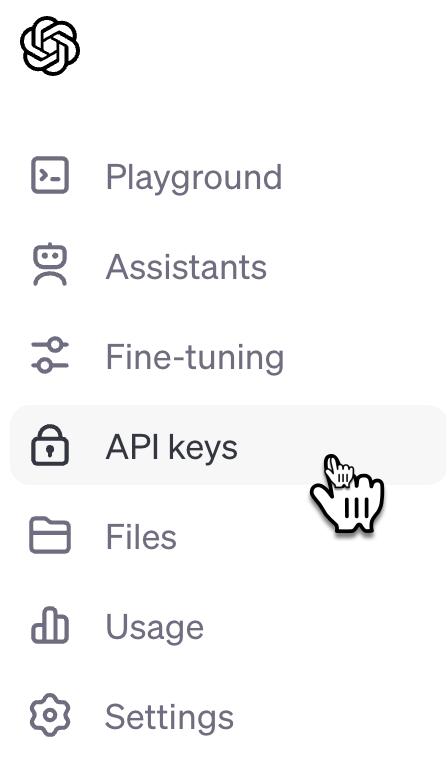 Playground
Assistants
Fine-tuning
API keys
Files
Usage
Settings